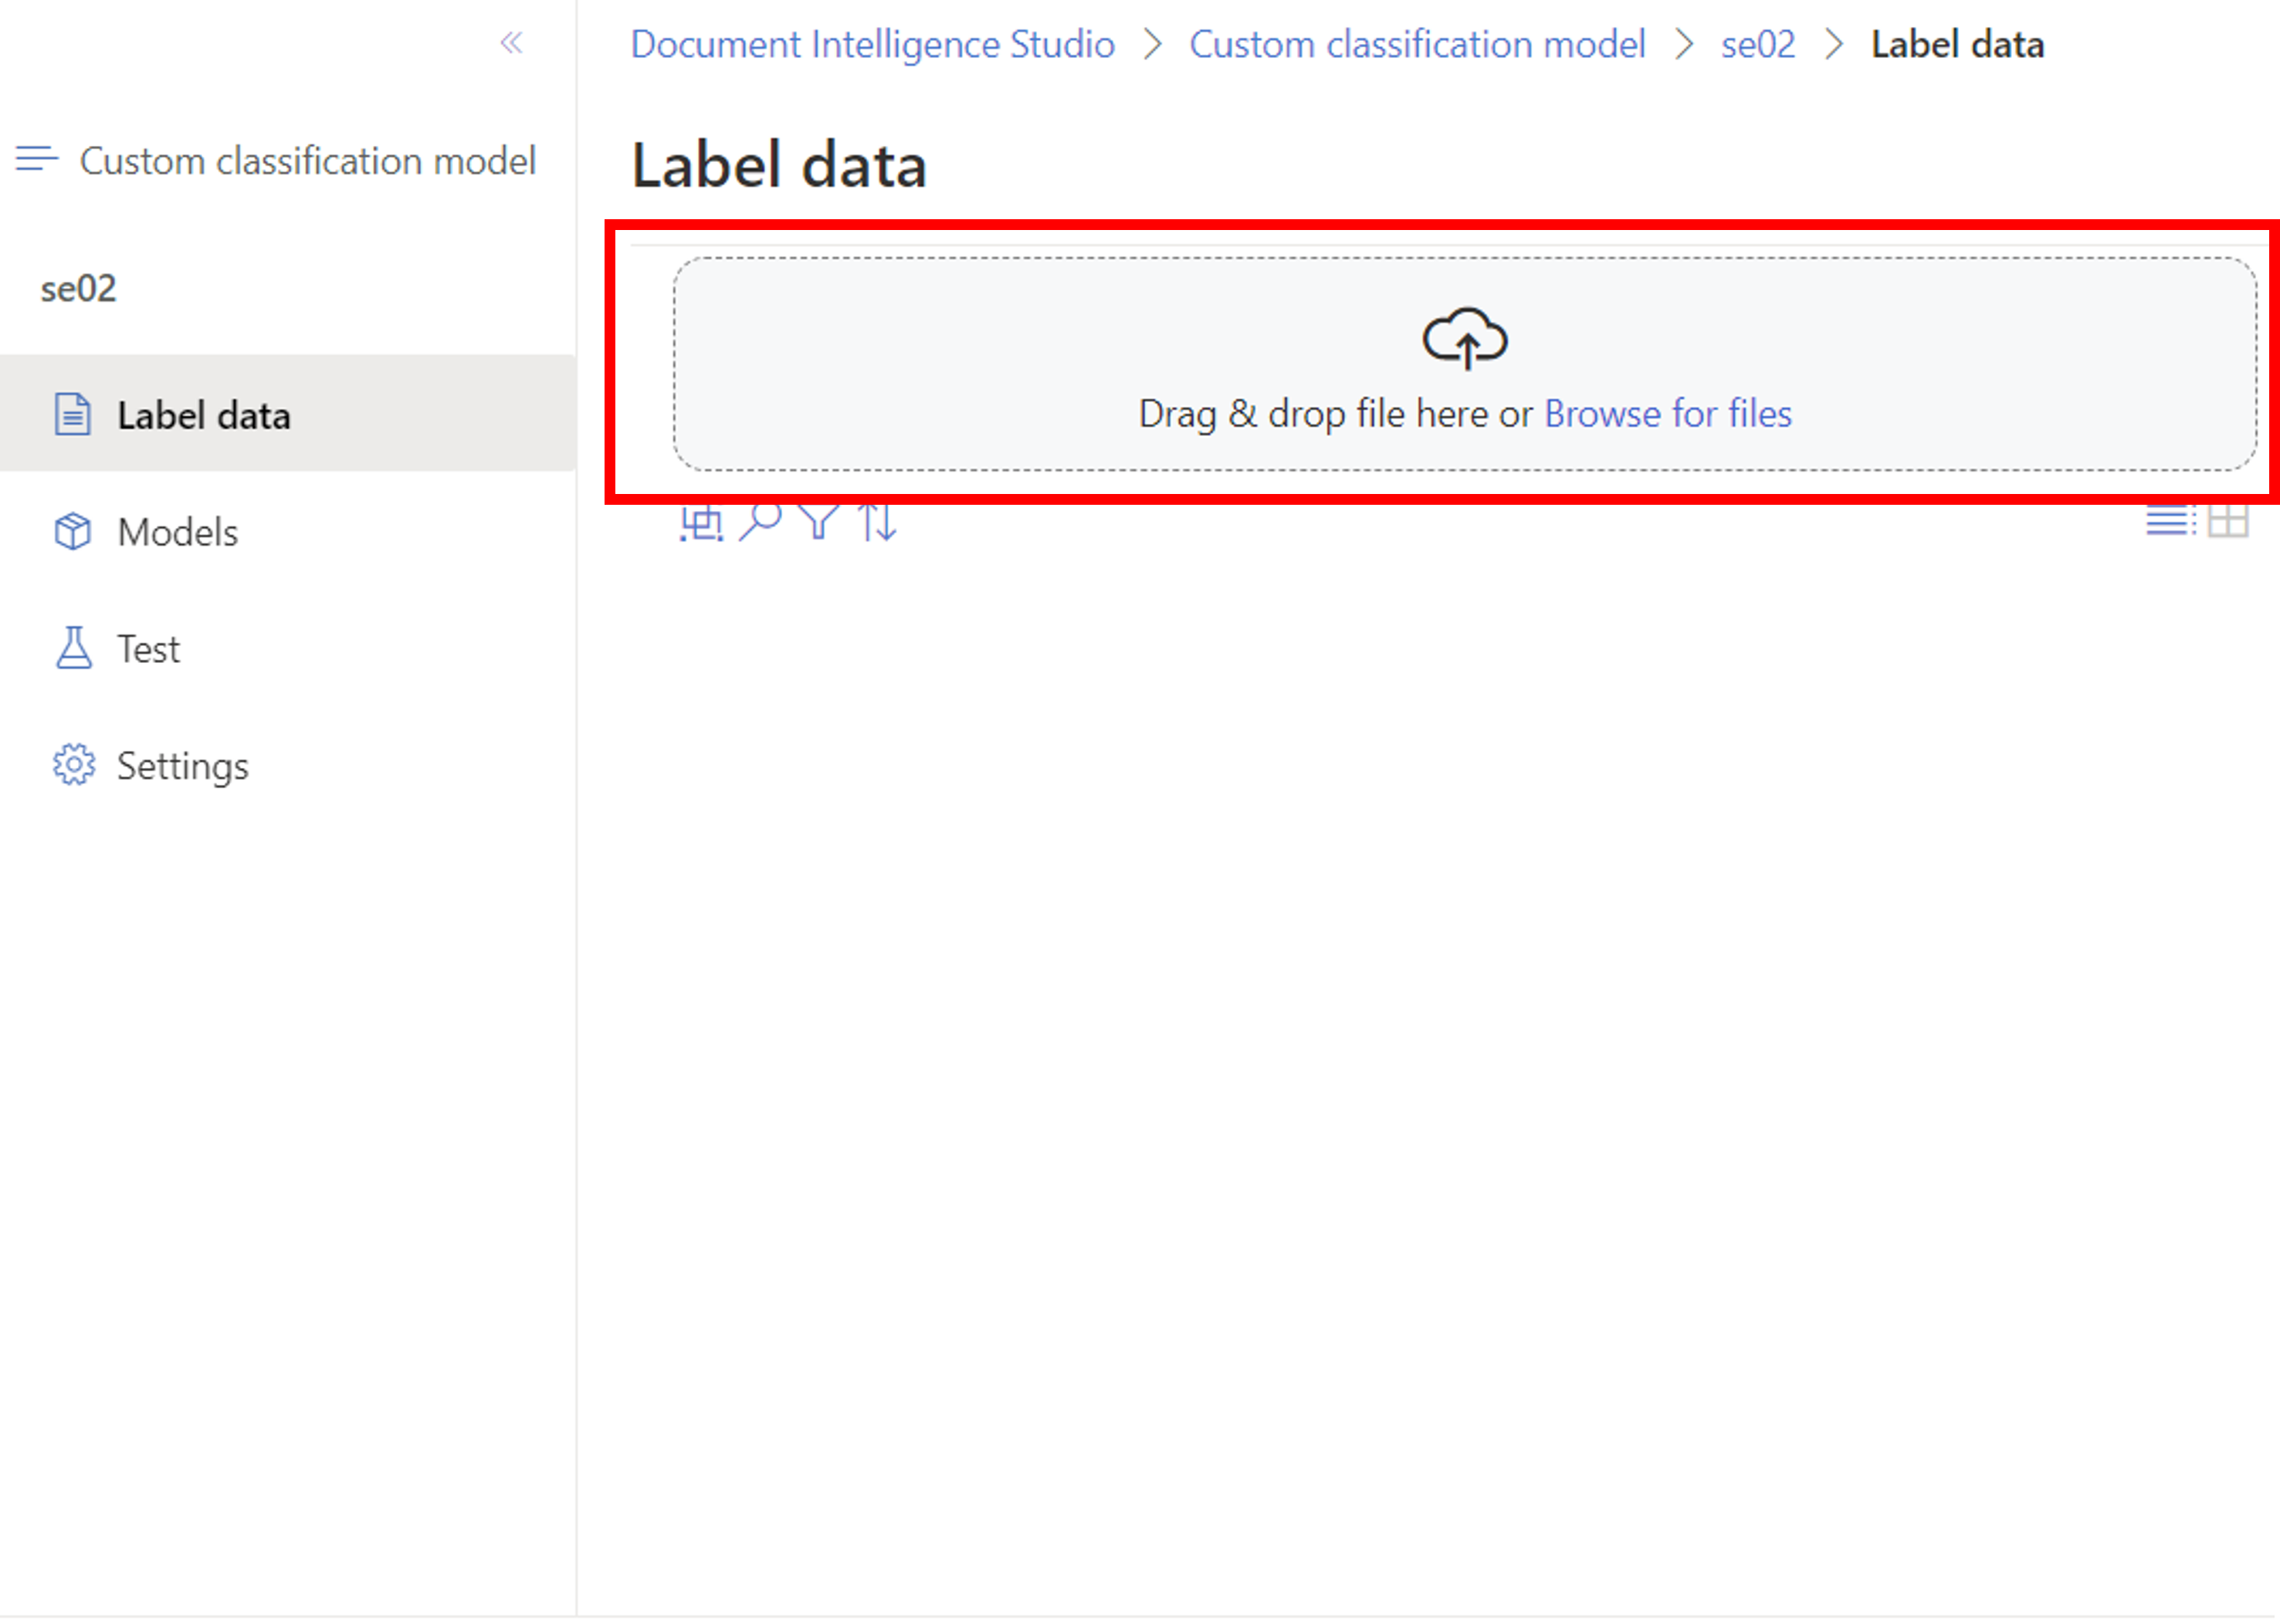 Document Intelligence Studio > Custom classification model > se02 > Label data
Custom classification model
se02
Label data
Models
Test
Settings
Label data
Drag & drop file here or Browse for files